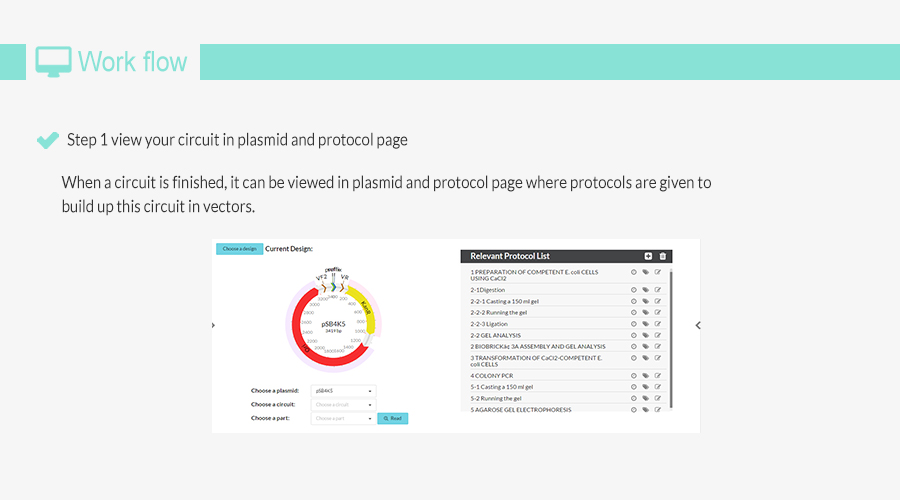 Work flow
Step 1 view your circuit in plasmid and protocol page
When a circuit is finished, it can be viewed in plasmid and protocol page where protocols are given to
build up this circuit in vectors.
Choose a design Current Design:
VF2
VR
KanR
pSB4K5
3419 bp
Choose a plasmid: pSB4K5
Choose a circuit: Choose a circuit
Choose a part: Choose a part Read
Relevant Protocol List
1 PREPARATION OF COMPETENT E. coli CELLS
USING CaCl2
2-1Digestion
2-2-1 Casting a 150 ml gel
2-2-2 Running the gel
2-2-3 Ligation
2-2 GEL ANALYSIS
2 BIOBRICKâ¢ 3A ASSEMBLY AND GEL ANALYSIS
3 TRANSFORMATION OF CaCl2-COMPETENT E.
coli CELLS
4 COLONY PCR
5-1 Casting a 150 ml gel
5-2 Running the gel
5 AGAROSE GEL ELECTROPHORESIS